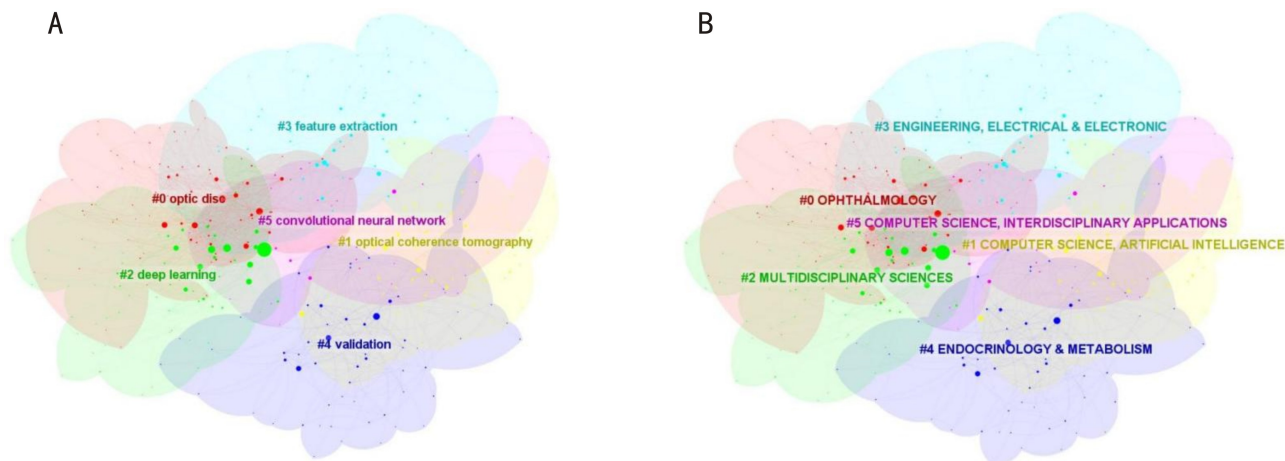 A
#3 feature extraction
#0 optic disc
#5 convolutional neural network
#1 optical coherence tomography
#2 deep learning
#4 validation
B
#3 ENGINEERING, ELECTRICAL & ELECTRONIC
#0 OPHTHALMOLOGY
#5 COMPUTER SCIENCE, INTERDISCIPLINARY APPLICATIONS
#1 COMPUTER SCIENCE, ARTIFICIAL INTELLIGENCE
#2 MULTIDISCIPLINARY SCIENCES
#4 ENDOCRINOLOGY & METABOLISM